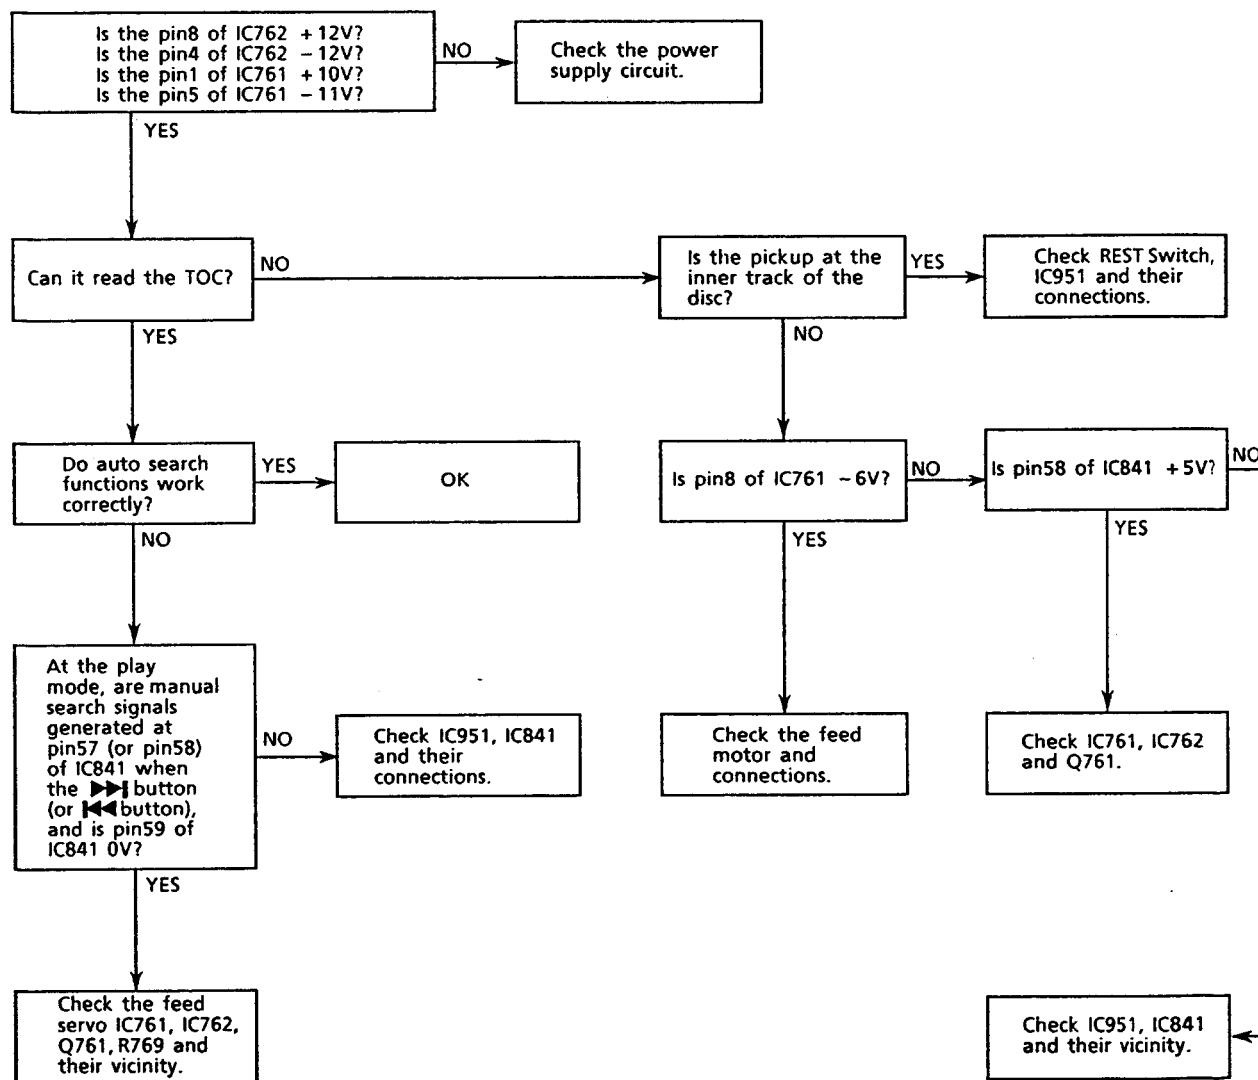 Is the pin8 of IC762 +12V?
Is the pin4 of IC762 −12V?
Is the pin1 of IC761 +10V?
Is the pin5 of IC761 −11V?
NO
Check the power
supply circuit.
YES
Can it read the TOC?
NO
Is the pickup at the
inner track of the
disc?
YES
Check REST Switch,
IC951 and their
connections.
YES
NO
Do auto search
functions work
correctly?
YES
OK
Is pin8 of IC761 −6V?
NO
Is pin58 of IC841 +5V?
NO
NO
YES
YES
At the play
mode, are manual
search signals
generated at
pin57 (or pin58)
of IC841 when
the ▶▶| button
(or |◀◀ button),
and is pin59 of
IC841 0V?
NO
Check IC951, IC841
and their
connections.
Check the feed
motor and
connections.
Check IC761, IC762
and Q761.
YES
Check the feed
servo IC761, IC762,
Q761, R769 and
their vicinity.
Check IC951, IC841
and their vicinity.